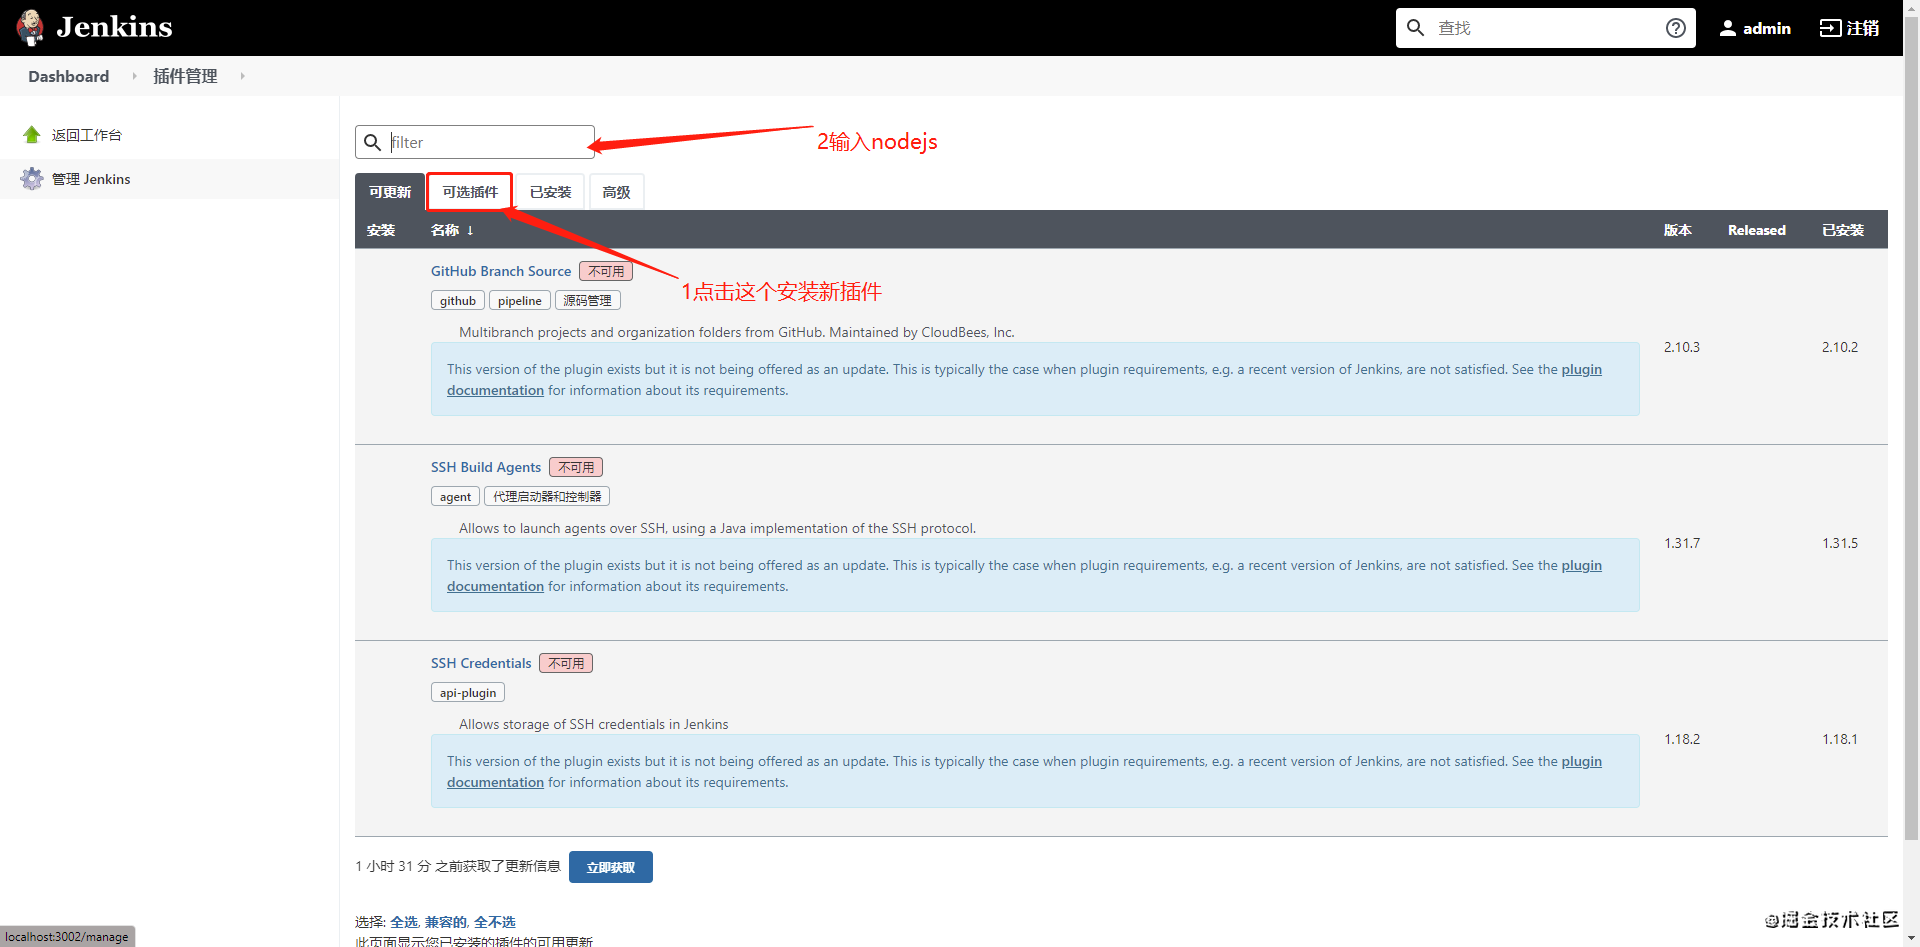 Jenkins
查找
admin
注销
Dashboard
插件管理
返回工作台
管理 Jenkins
filter
2输入nodejs
可更新
可选插件
已安装
高级
安装
名称 ↓
版本
Released
已安装
GitHub Branch Source 不可用
1点击这个安装新插件
github pipeline 源码管理
Multibranch projects and organization folders from GitHub. Maintained by CloudBees, Inc.
2.10.3
2.10.2
This version of the plugin exists but it is not being offered as an update. This is typically the case when plugin requirements, e.g. a recent version of Jenkins, are not satisfied. See the plugin
documentation for information about its requirements.
SSH Build Agents 不可用
agent 代理启动器和控制器
Allows to launch agents over SSH, using a Java implementation of the SSH protocol.
1.31.7
1.31.5
This version of the plugin exists but it is not being offered as an update. This is typically the case when plugin requirements, e.g. a recent version of Jenkins, are not satisfied. See the plugin
documentation for information about its requirements.
SSH Credentials 不可用
api-plugin
Allows storage of SSH credentials in Jenkins
1.18.2
1.18.1
This version of the plugin exists but it is not being offered as an update. This is typically the case when plugin requirements, e.g. a recent version of Jenkins, are not satisfied. See the plugin
documentation for information about its requirements.
1 小时 31 分 之前获取了更新信息
立即获取
选择: 全选, 兼容的, 全不选
此页面显示您已安装的插件的可用更新
localhost:3002/manage
@掘金技术社区